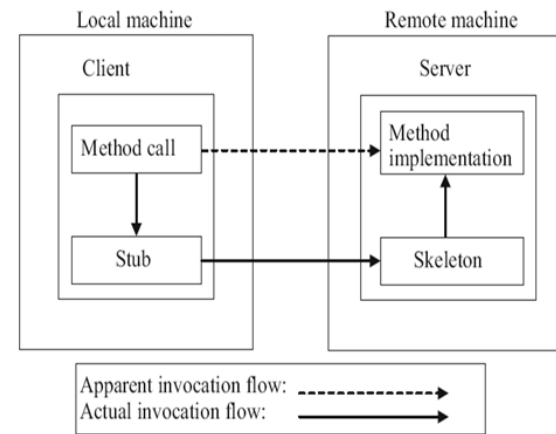 Local machine
Remote machine
Client
Server
Method call
Method
implementation
Stub
Skeleton
Apparent invocation flow:
Actual invocation flow: